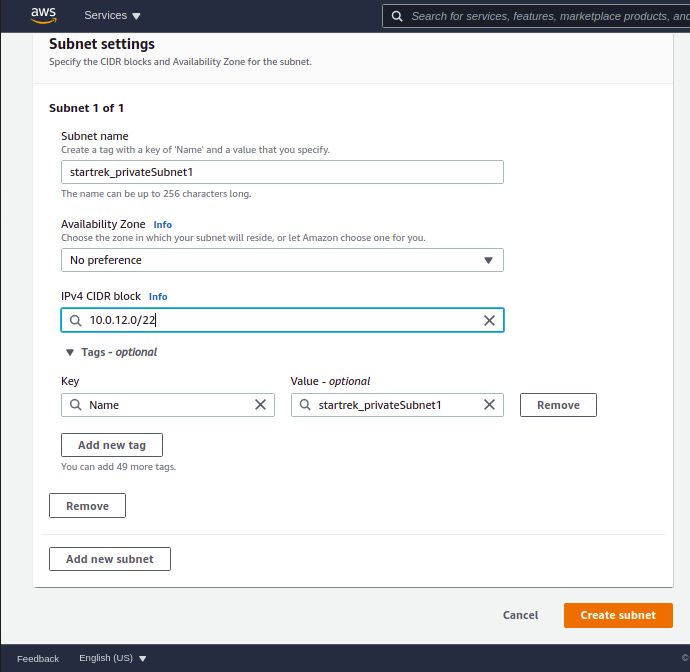 aws
Services
Search for services, features, marketplace products, and
Subnet settings
Specify the CIDR blocks and Availability Zone for the subnet.
Subnet 1 of 1
Subnet name
Create a tag with a key of 'Name' and a value that you specify.
startrek_privateSubnet1
The name can be up to 256 characters long.
Availability Zone Info
Choose the zone in which your subnet will reside, or let Amazon choose one for you.
No preference
IPv4 CIDR block Info
10.0.12.0/22
Tags - optional
Key
Value - optional
Name
startrek_privateSubnet1
Remove
Add new tag
You can add 49 more tags.
Remove
Add new subnet
Cancel
Create subnet
Feedback
English (US)
©